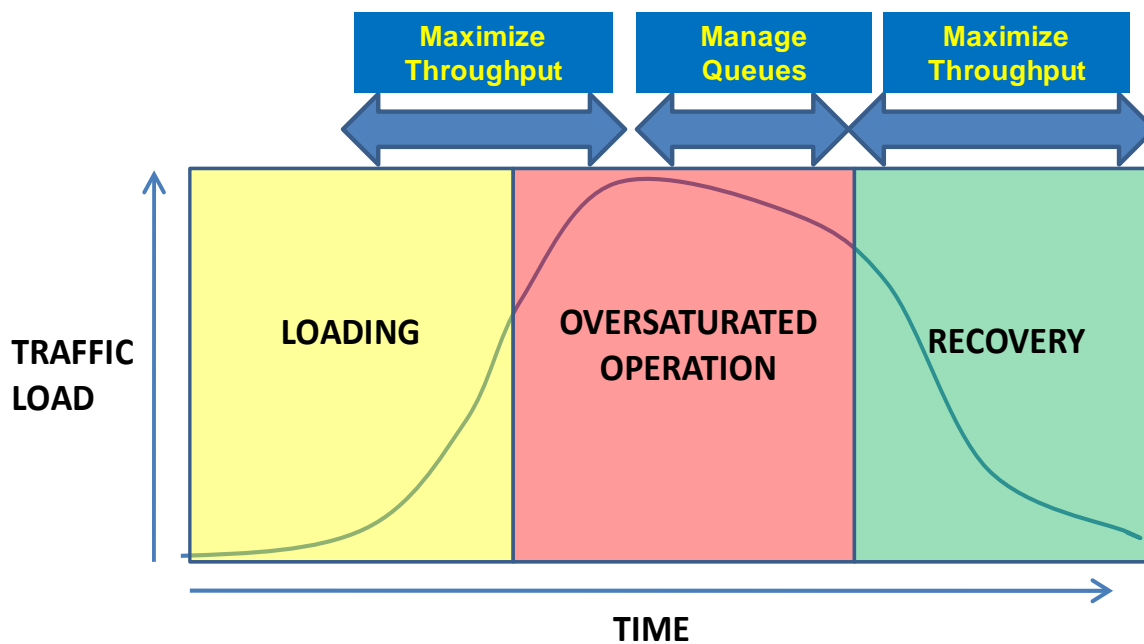 Maximize
Throughput
Manage
Queues
Maximize
Throughput
TRAFFIC
LOAD
LOADING
OVERSATURATED
OPERATION
RECOVERY
TIME